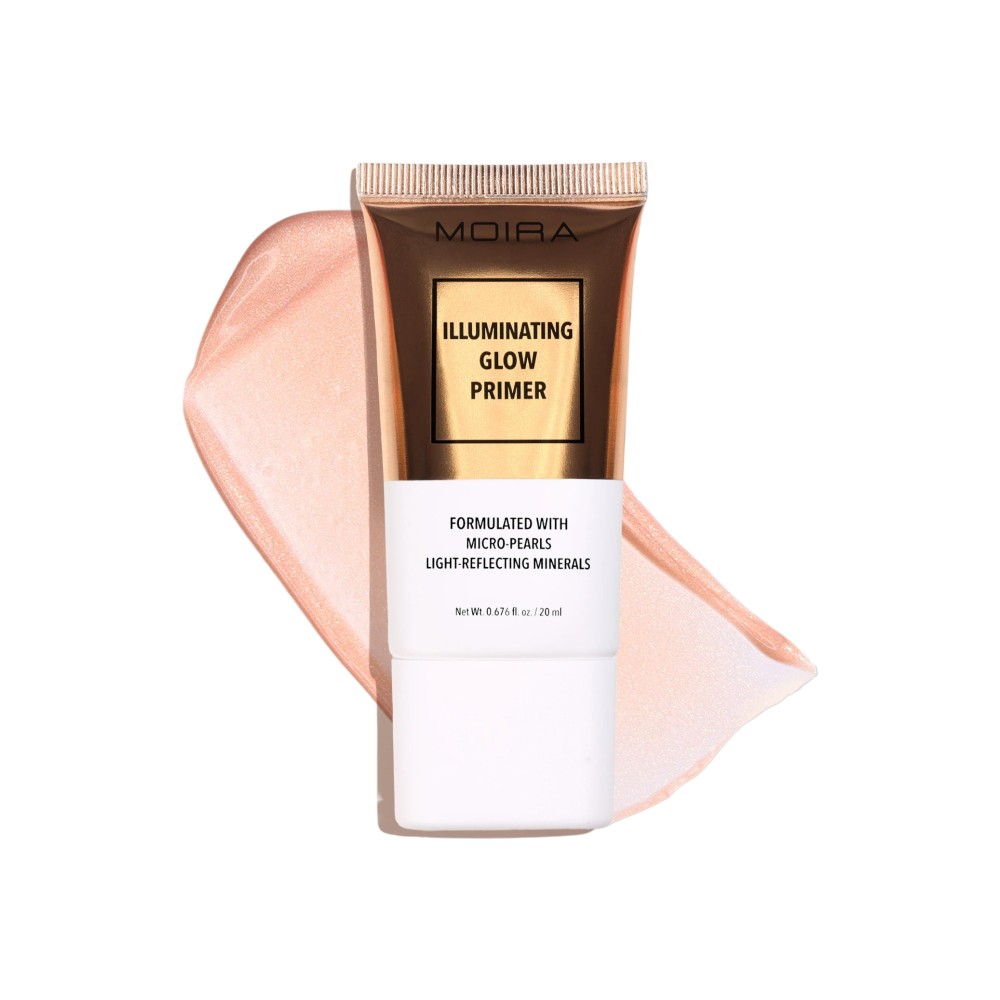 MOIRA
ILLUMINATING
GLOW
PRIMER
FORMULATED WITH
MICRO-PEARLS
LIGHT-REFLECTING MINERALS
Net Wt. 0.676 fl. oz. / 20 ml